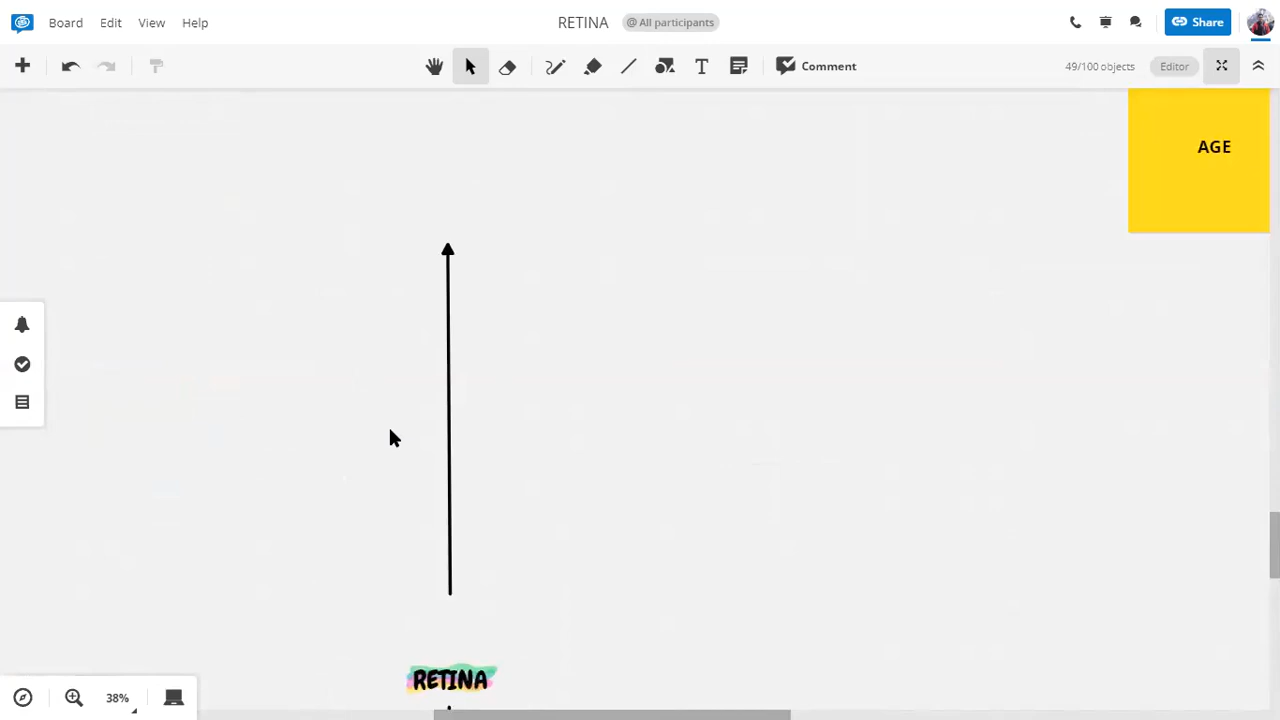 Board Edit View Help RETINA @ All participants Share
T Comment 49/100 objects Editor
AGE
RETINA
38%